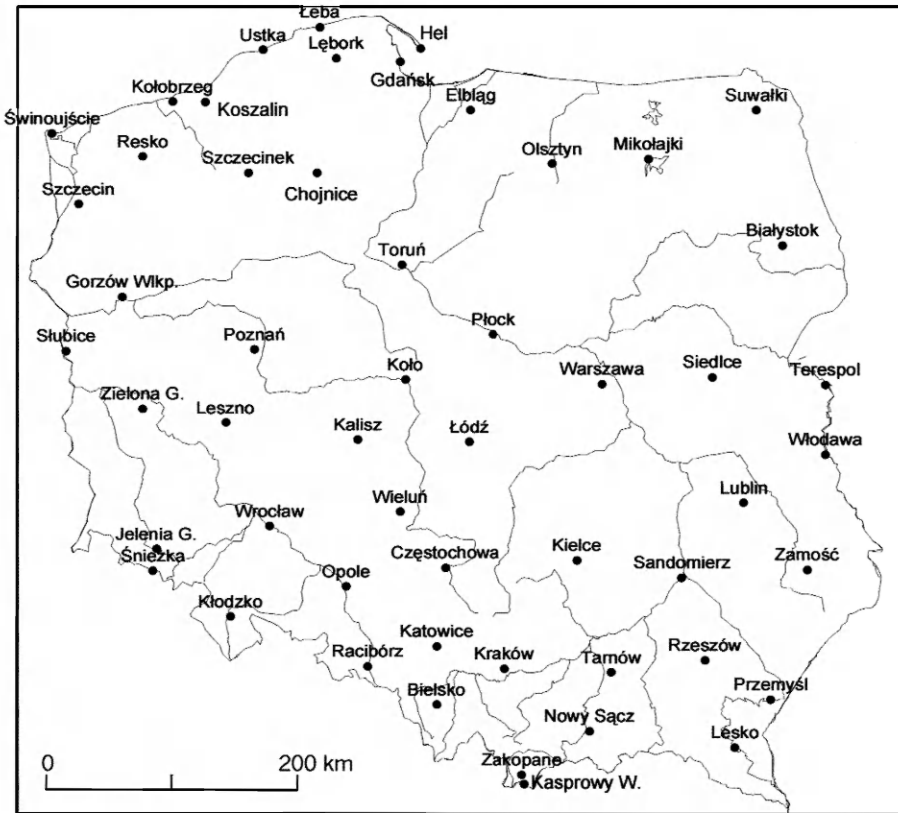 Łeba
Hel
Ustka
Lębork
Gdańsk
Kołobrzeg
Koszalin
Elbląg
Suwałki
Świnoujście
Resko
Szczecinek
Chojnice
Olsztyn
Mikołajki
Szczecin
Białystok
Toruń
Gorzów Wlkp.
Płock
Słubice
Poznań
Koło
Warszawa
Siedlce
Terespol
Zielona G.
Leszno
Kalisz
Łódź
Włodawa
Wieluń
Lublin
Wrocław
Jelenia G.
Śnieżka
Częstochowa
Kielce
Sandomierz
Zamość
Opole
Kłodzko
Katowice
Kraków
Tarnów
Rzeszów
Racibórz
Bielsko
Przemyśl
Nowy Sącz
Lesko
Zakopane
Kasprowy W.
0 200 km